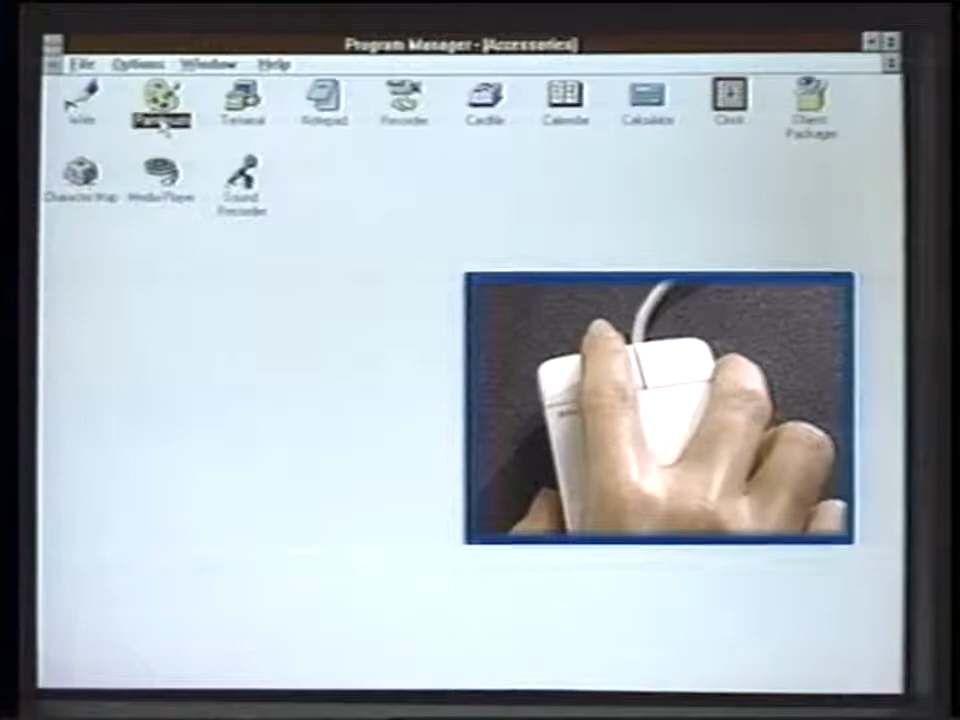 Program Manager - [Accessories]
File Options Window Help
Write Paintbrush Terminal Notepad Recorder Cardfile Calendar Calculator Clock Object Packager
Character Map Media Player Sound Recorder